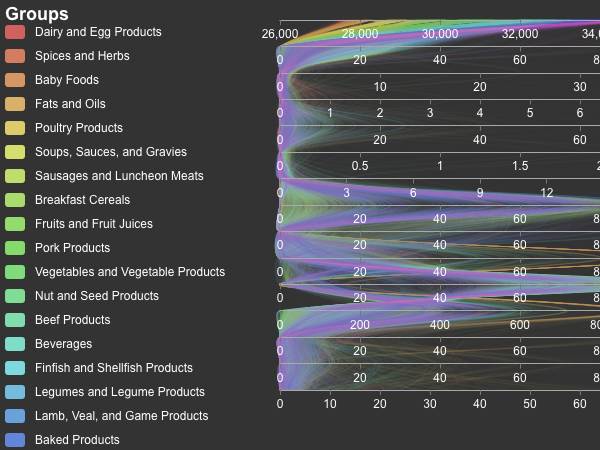 Groups
Dairy and Egg Products
Spices and Herbs
Baby Foods
Fats and Oils
Poultry Products
Soups, Sauces, and Gravies
Sausages and Luncheon Meats
Breakfast Cereals
Fruits and Fruit Juices
Pork Products
Vegetables and Vegetable Products
Nut and Seed Products
Beef Products
Beverages
Finfish and Shellfish Products
Legumes and Legume Products
Lamb, Veal, and Game Products
Baked Products
26,000 28,000 30,000 32,000
0 20 40 60
0 10 20 30
0 1 2 3 4 5 6
0 20 40 60
0 0.5 1 1.5
0 3 6 9 12
0 20 40 60
0 20 40 60
0 20 40 60
0 20 40 60
0 200 400 600
0 20 40 60
0 20 40 60
0 10 20 30 40 50 60